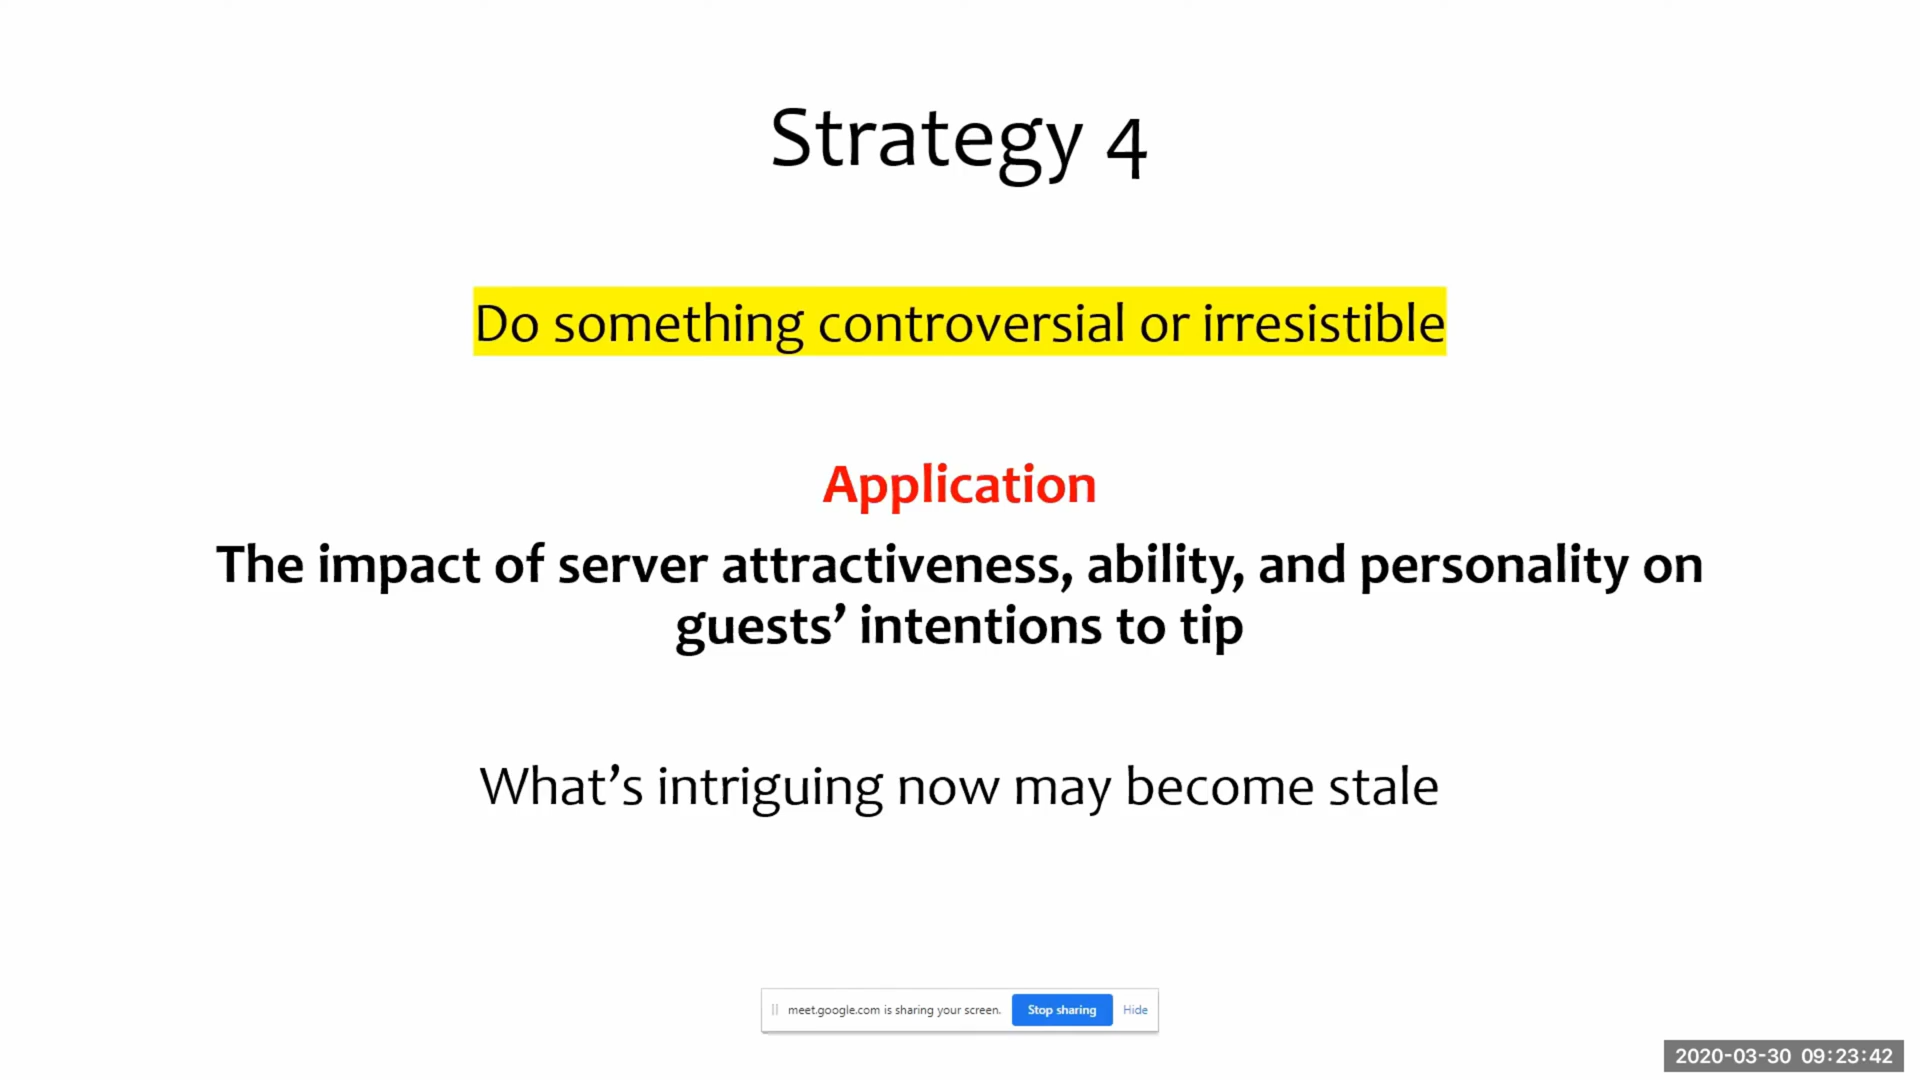 Strategy 4
Do something controversial or irresistible
Application
The impact of server attractiveness, ability, and personality on
guests’ intentions to tip
What’s intriguing now may become stale
meet.google.com is sharing your screen. Stop sharing Hide
2020-03-30 09:23:42